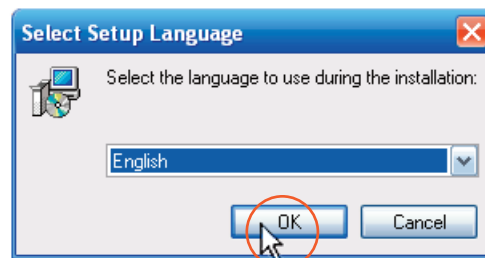 Select Setup Language
Select the language to use during the installation:
English
OK
Cancel